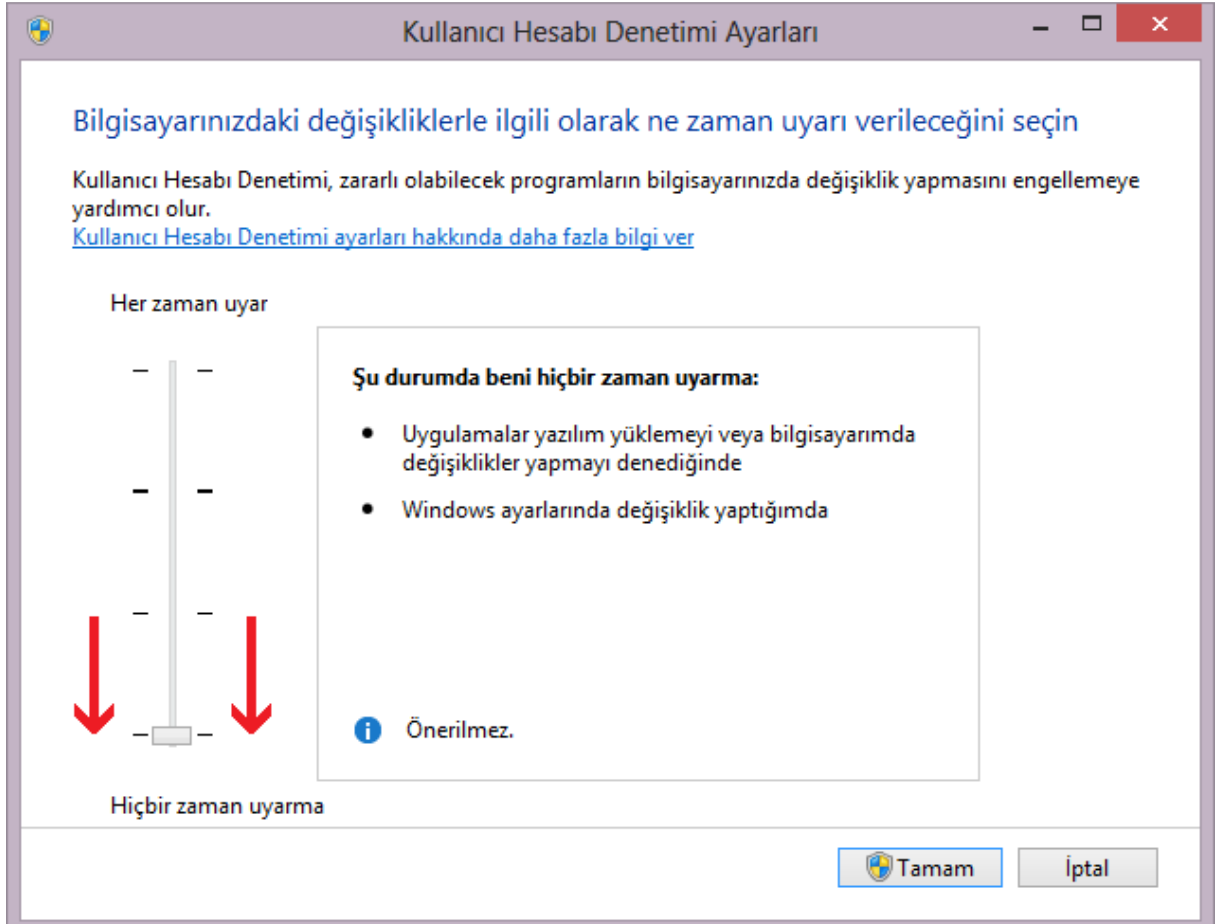 Kullanıcı Hesabı Denetimi Ayarları
Bilgisayarınızdaki değişikliklerle ilgili olarak ne zaman uyarı verileceğini seçin
Kullanıcı Hesabı Denetimi, zararlı olabilecek programların bilgisayarınızda değişiklik yapmasını engellemeye
yardımcı olur.
Kullanıcı Hesabı Denetimi ayarları hakkında daha fazla bilgi ver
Her zaman uyar
Şu durumda beni hiçbir zaman uyarma:
Uygulamalar yazılım yüklemeyi veya bilgisayarımda
değişiklikler yapmayı denediğinde
Windows ayarlarında değişiklik yaptığımda
Önerilmez.
Hiçbir zaman uyarma
Tamam
İptal